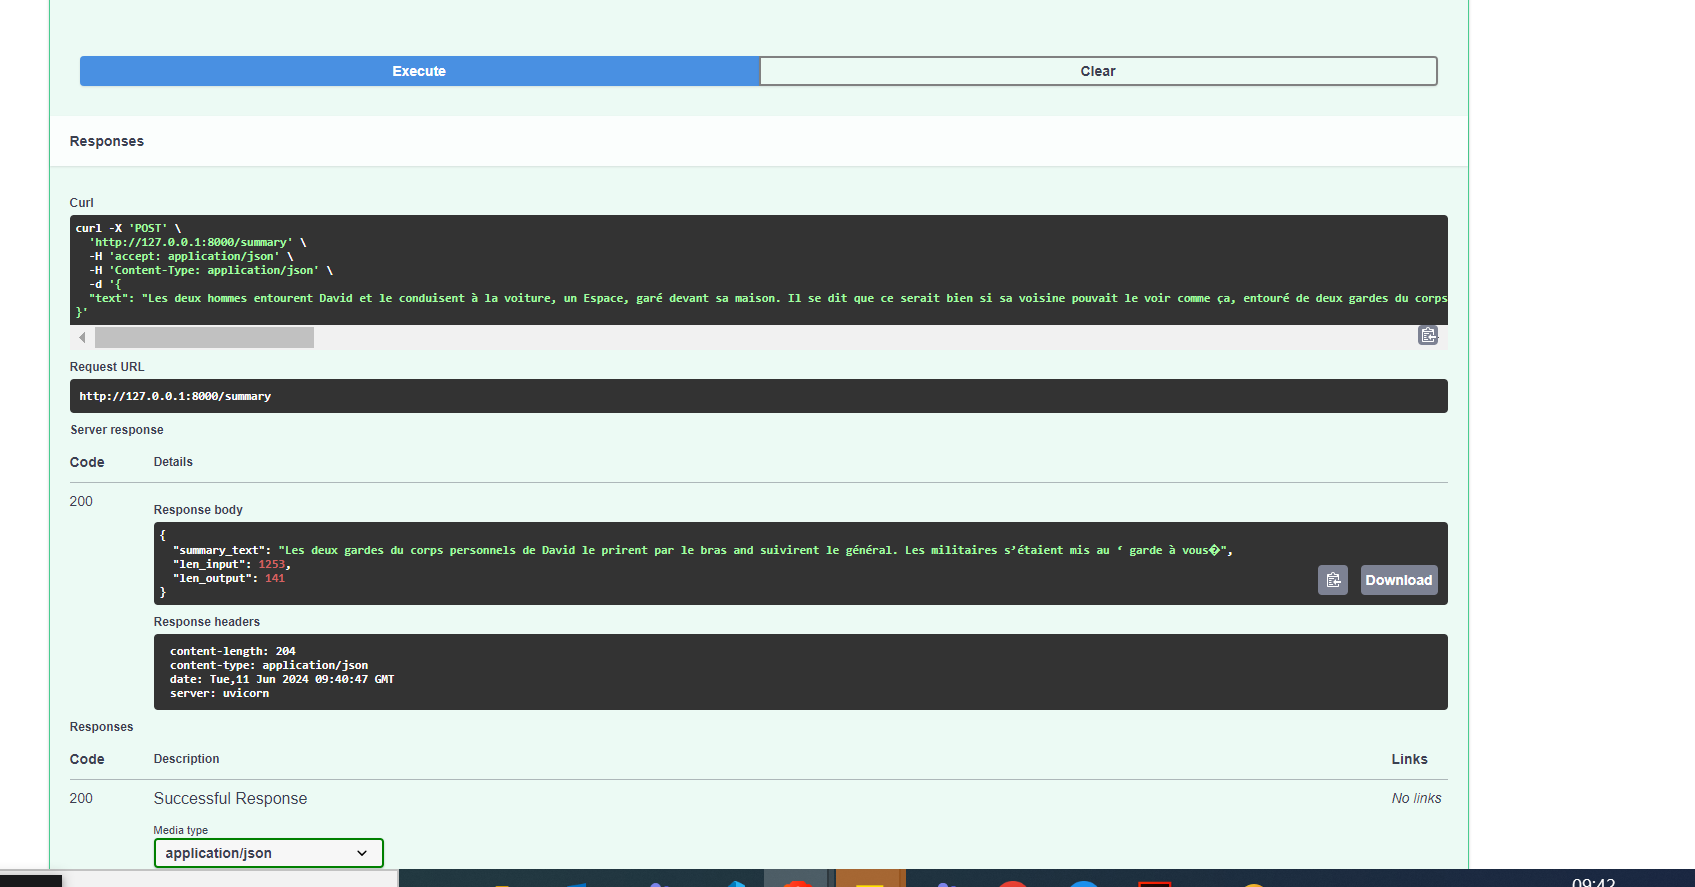 Execute
Clear
Responses
Curl
curl -X 'POST' \
'http://127.0.0.1:8000/summary' \
-H 'accept: application/json' \
-H 'Content-Type: application/json' \
-d '{
"text": "Les deux hommes entourent David et le conduisent à la voiture, un Espace, garé devant sa maison. Il se dit que ce serait bien si sa voisine pouvait le voir comme ça, entouré de deux gardes du corps
}'
Request URL
http://127.0.0.1:8000/summary
Server response
Code Details
200
Response body
{
"summary_text": "Les deux gardes du corps personnels de David le prirent par le bras and suivirent le général. Les militaires s’étaient mis au ‘ garde à vous�",
"len_input": 1253,
"len_output": 141
}
Download
Response headers
content-length: 204
content-type: application/json
date: Tue,11 Jun 2024 09:40:47 GMT
server: uvicorn
Responses
Code Description Links
200 Successful Response No links
Media type
application/json
09:42